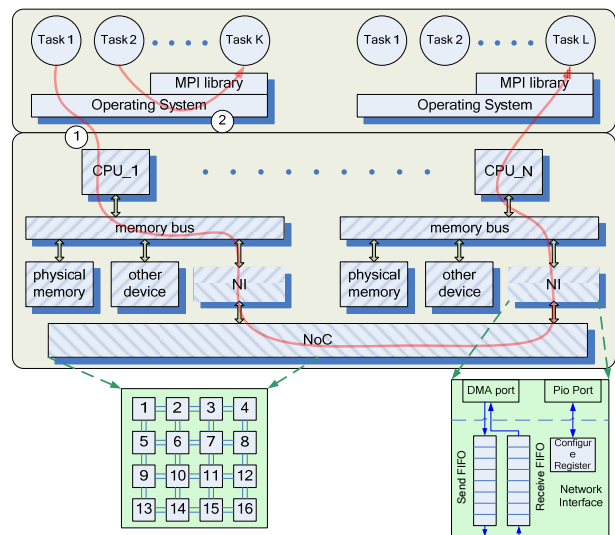 Task 1 Task 2 Task K Task 1 Task 2 Task L
MPI library MPI library
Operating System Operating System
1 2
CPU_1 CPU_N
memory bus memory bus
physical memory
other device
NI
physical memory
other device
NI
NoC
1 2 3 4
5 6 7 8
9 10 11 12
13 14 15 16
DMA port Pio Port
Send FIFO
Receive FIFO
Configur
e
Register
Network
Interface